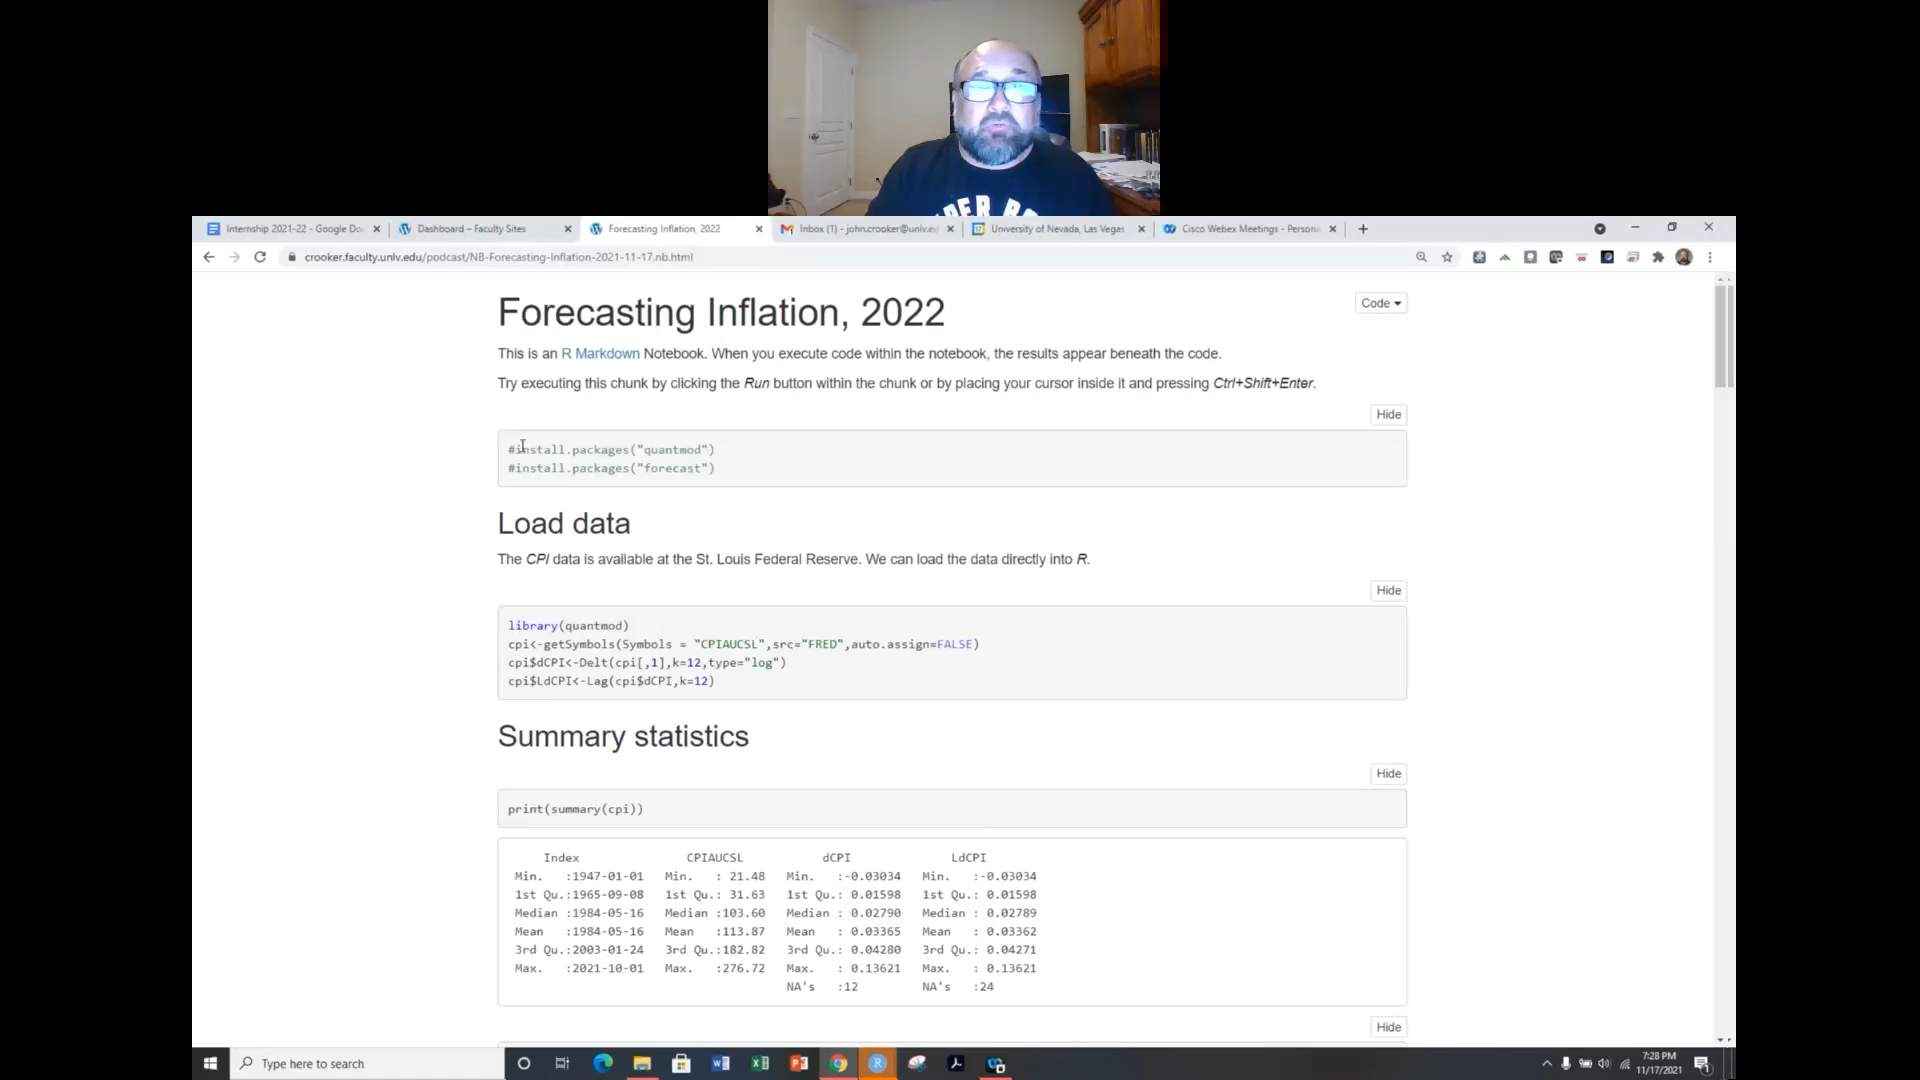 DER B
Internship 2021-22 - Google Do
Dashboard – Faculty Sites
Forecasting Inflation, 2022
Inbox (1) - john.crooker@unlv.ed
University of Nevada, Las Vegas
Cisco Webex Meetings - Persona
crooker.faculty.unlv.edu/podcast/NB-Forecasting-Inflation-2021-11-17.nb.html
Forecasting Inflation, 2022
Code
This is an R Markdown Notebook. When you execute code within the notebook, the results appear beneath the code.
Try executing this chunk by clicking the Run button within the chunk or by placing your cursor inside it and pressing Ctrl+Shift+Enter.
Hide
#install.packages("quantmod")
#install.packages("forecast")
Load data
The CPI data is available at the St. Louis Federal Reserve. We can load the data directly into R.
Hide
library(quantmod)
cpi<-getSymbols(Symbols = "CPIAUCSL",src="FRED",auto.assign=FALSE)
cpi$dCPI<-Delt(cpi[,1],k=12,type="log")
cpi$LdCPI<-Lag(cpi$dCPI,k=12)
Summary statistics
Hide
print(summary(cpi))
Index CPIAUCSL dCPI LdCPI
Min. :1947-01-01 Min. : 21.48 Min. :-0.03034 Min. :-0.03034
1st Qu.:1965-09-08 1st Qu.: 31.63 1st Qu.: 0.01598 1st Qu.: 0.01598
Median :1984-05-16 Median :103.60 Median : 0.02790 Median : 0.02789
Mean :1984-05-16 Mean :113.87 Mean : 0.03365 Mean : 0.03362
3rd Qu.:2003-01-24 3rd Qu.:182.82 3rd Qu.: 0.04280 3rd Qu.: 0.04271
Max. :2021-10-01 Max. :276.72 Max. : 0.13621 Max. : 0.13621
NA's :12 NA's :24
Hide
Type here to search
7:28 PM
11/17/2021